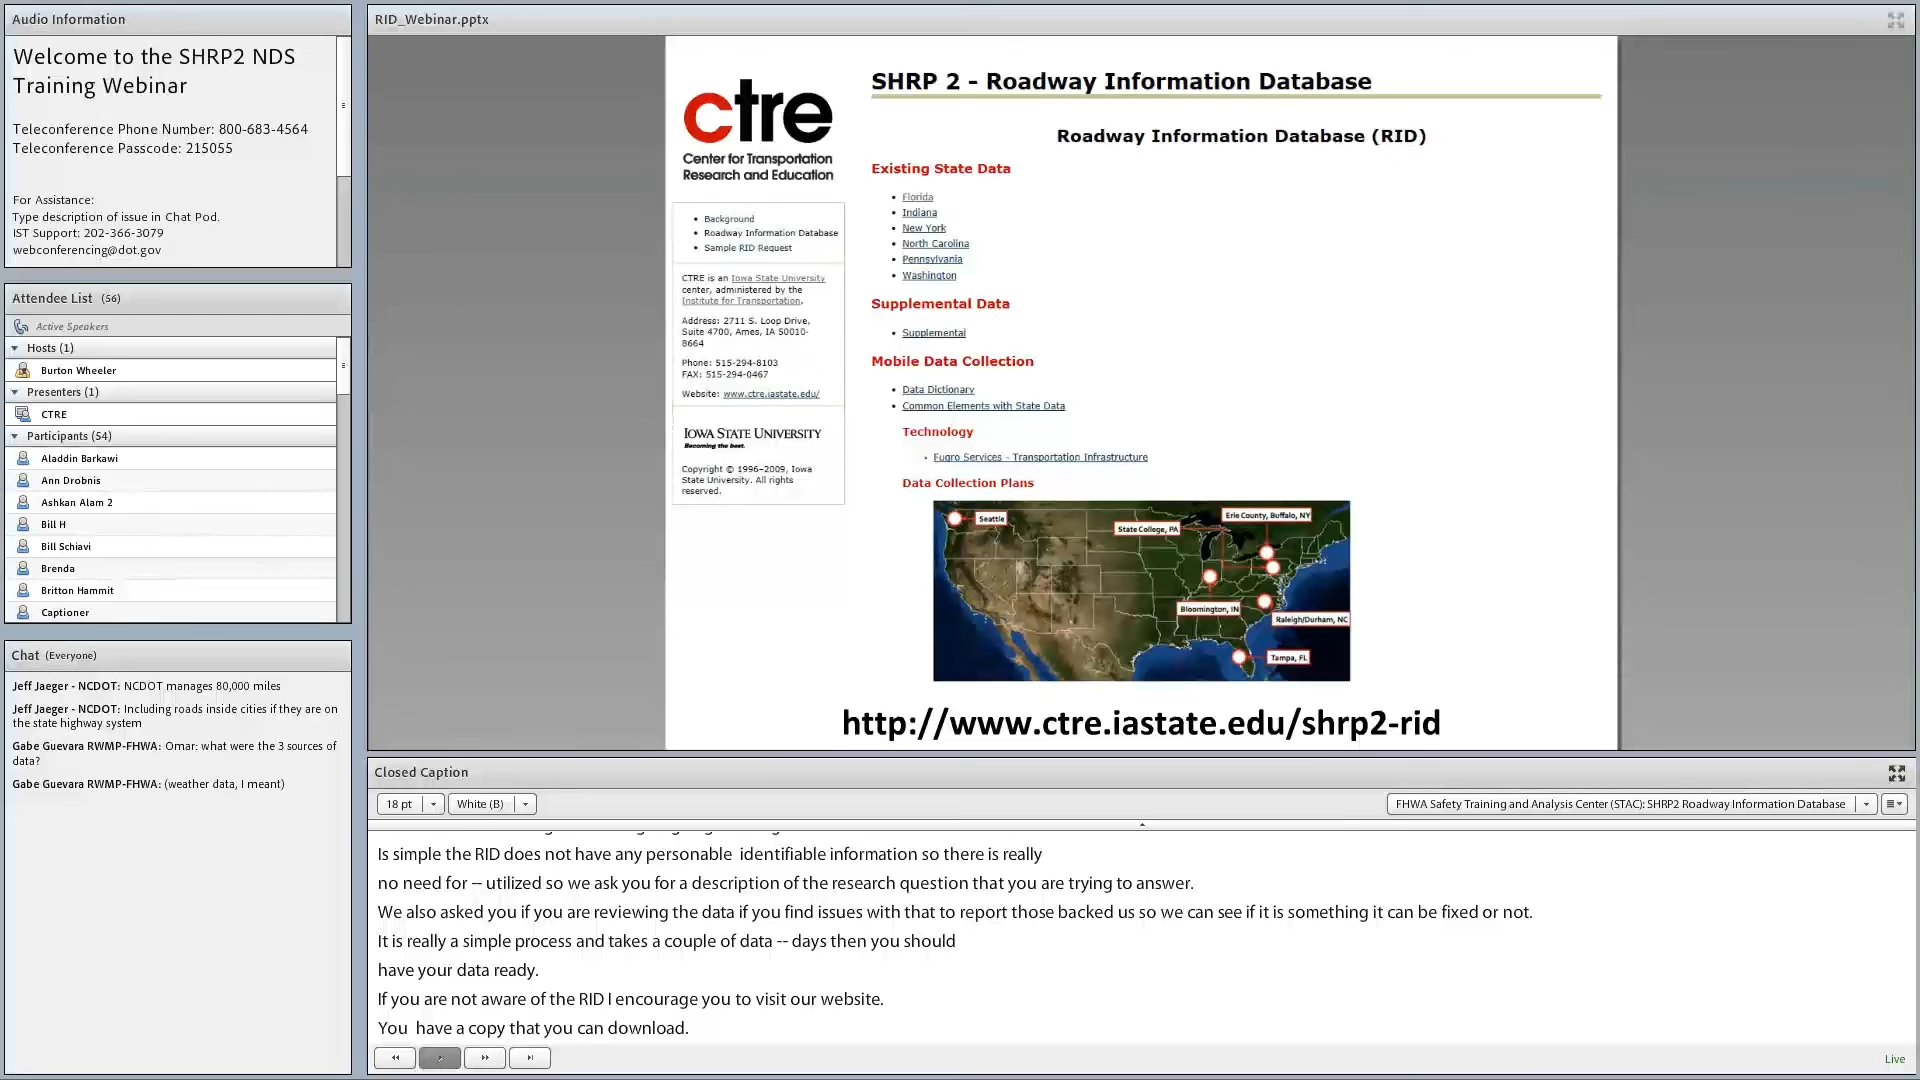 Audio Information
Welcome to the SHRP2 NDS
Training Webinar
Teleconference Phone Number: 800-683-4564
Teleconference Passcode: 215055
For Assistance:
Type description of issue in Chat Pod.
IST Support: 202-366-3079
webconferencing@dot.gov
Attendee List (56)
Active Speakers
Hosts (1)
Burton Wheeler
Presenters (1)
CTRE
Participants (54)
Aladdin Barkawi
Ann Drobnis
Ashkan Alam 2
Bill H
Bill Schiavi
Brenda
Britton Hammit
Captioner
Chat (Everyone)
Jeff Jaeger - NCDOT: NCDOT manages 80,000 miles
Jeff Jaeger - NCDOT: Including roads inside cities if they are on
the state highway system
Gabe Guevara RWMP-FHWA: Omar: what were the 3 sources of
data?
Gabe Guevara RWMP-FHWA: (weather data, I meant)
RID_Webinar.pptx
ctre
Center for Transportation
Research and Education
Background
Roadway Information Database
Sample RID Request
CTRE is an Iowa State University
center, administered by the
Institute for Transportation.
Address: 2711 S. Loop Drive,
Suite 4700, Ames, IA 50010-
8664
Phone: 515-294-8103
FAX: 515-294-0467
Website: www.ctre.iastate.edu/
IOWA STATE UNIVERSITY
Becoming the best.
Copyright © 1996–2009, Iowa
State University. All rights
reserved.
SHRP 2 - Roadway Information Database
Roadway Information Database (RID)
Existing State Data
Florida
Indiana
New York
North Carolina
Pennsylvania
Washington
Supplemental Data
Supplemental
Mobile Data Collection
Data Dictionary
Common Elements with State Data
Technology
Fugro Services - Transportation Infrastructure
Data Collection Plans
Seattle
Erie County, Buffalo, NY
State College, PA
Bloomington, IN
Raleigh/Durham, NC
Tampa, FL
http://www.ctre.iastate.edu/shrp2-rid
Closed Caption
18 pt
White (B)
FHWA Safety Training and Analysis Center (STAC): SHRP2 Roadway Information Database
Is simple the RID does not have any personable identifiable information so there is really
no need for -- utilized so we ask you for a description of the research question that you are trying to answer.
We also asked you if you are reviewing the data if you find issues with that to report those backed us so we can see if it is something it can be fixed or not.
It is really a simple process and takes a couple of data -- days then you should
have your data ready.
If you are not aware of the RID I encourage you to visit our website.
You have a copy that you can download.
Live